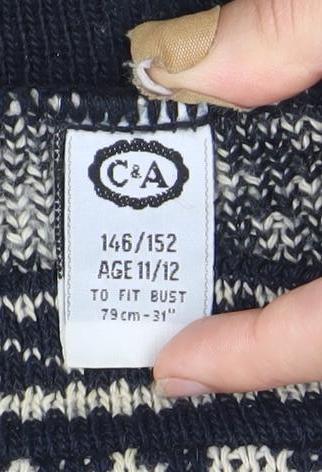 C&A
146/152
AGE 11/12
TO FIT BUST
79cm-31"